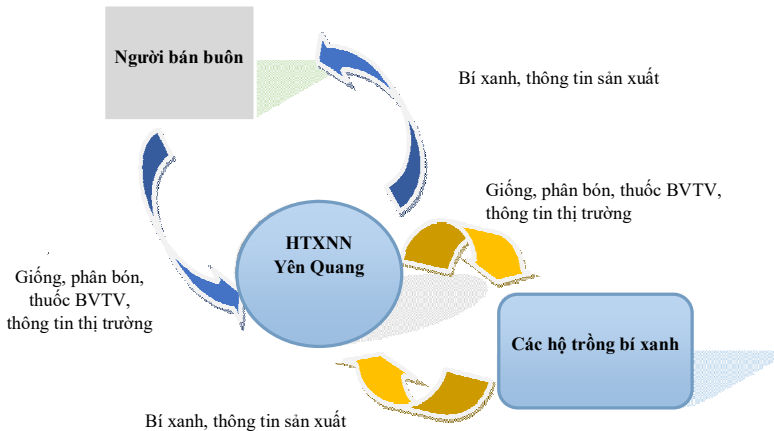 Người bán buôn
Bí xanh, thông tin sản xuất
Giống, phân bón, thuốc BVTV,
thông tin thị trường
HTXNN
Yên Quang
Giống, phân bón,
thuốc BVTV,
thông tin thị trường
Các hộ trồng bí xanh
Bí xanh, thông tin sản xuất